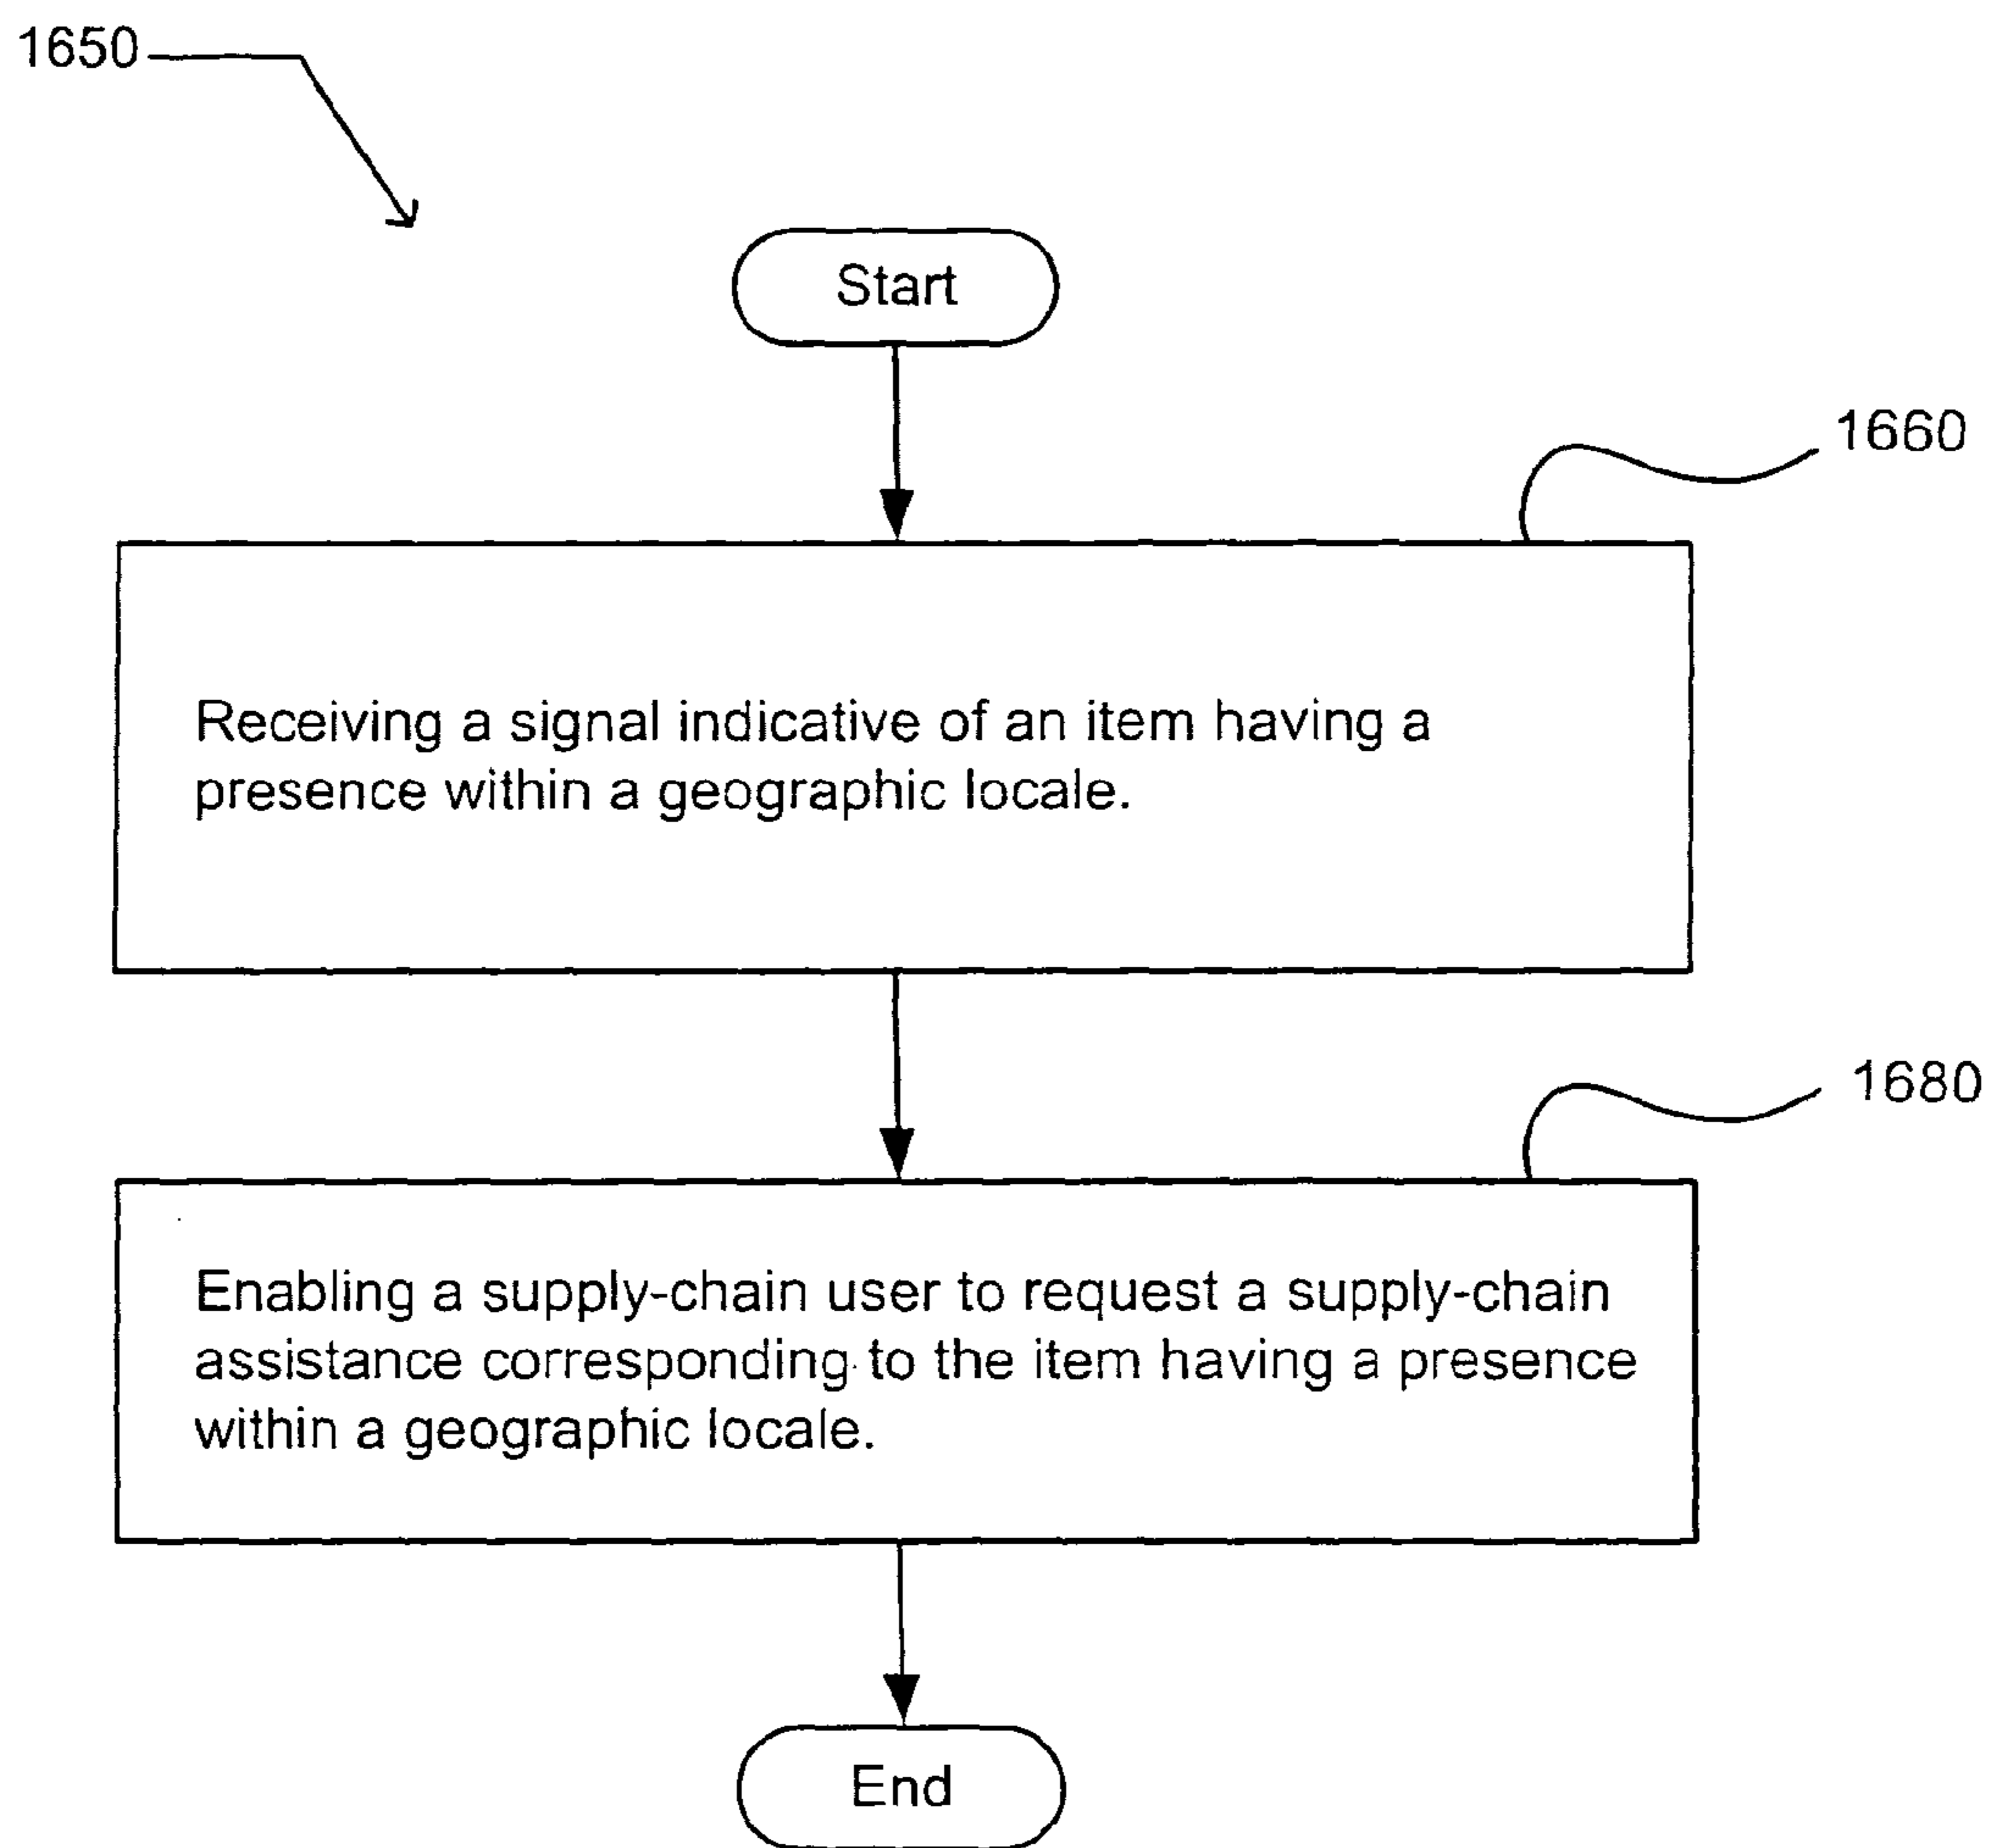 1650
Start
1660
Receiving a signal indicative of an item having a
presence within a geographic locale.
1680
Enabling a supply-chain user to request a supply-chain
assistance corresponding to the item having a presence
within a geographic locale.
End